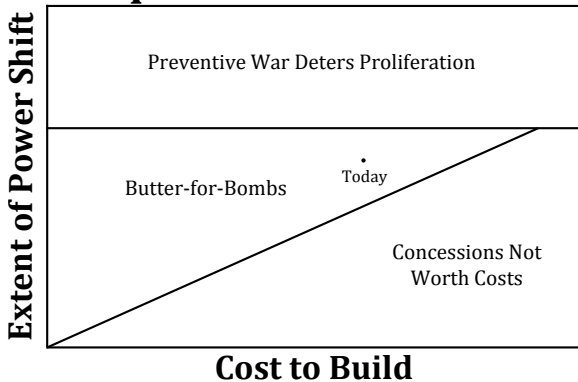 Preventive War Deters Proliferation
Today
Butter-for-Bombs
Concessions Not
Worth Costs
Extent of Power Shift
Cost to Build